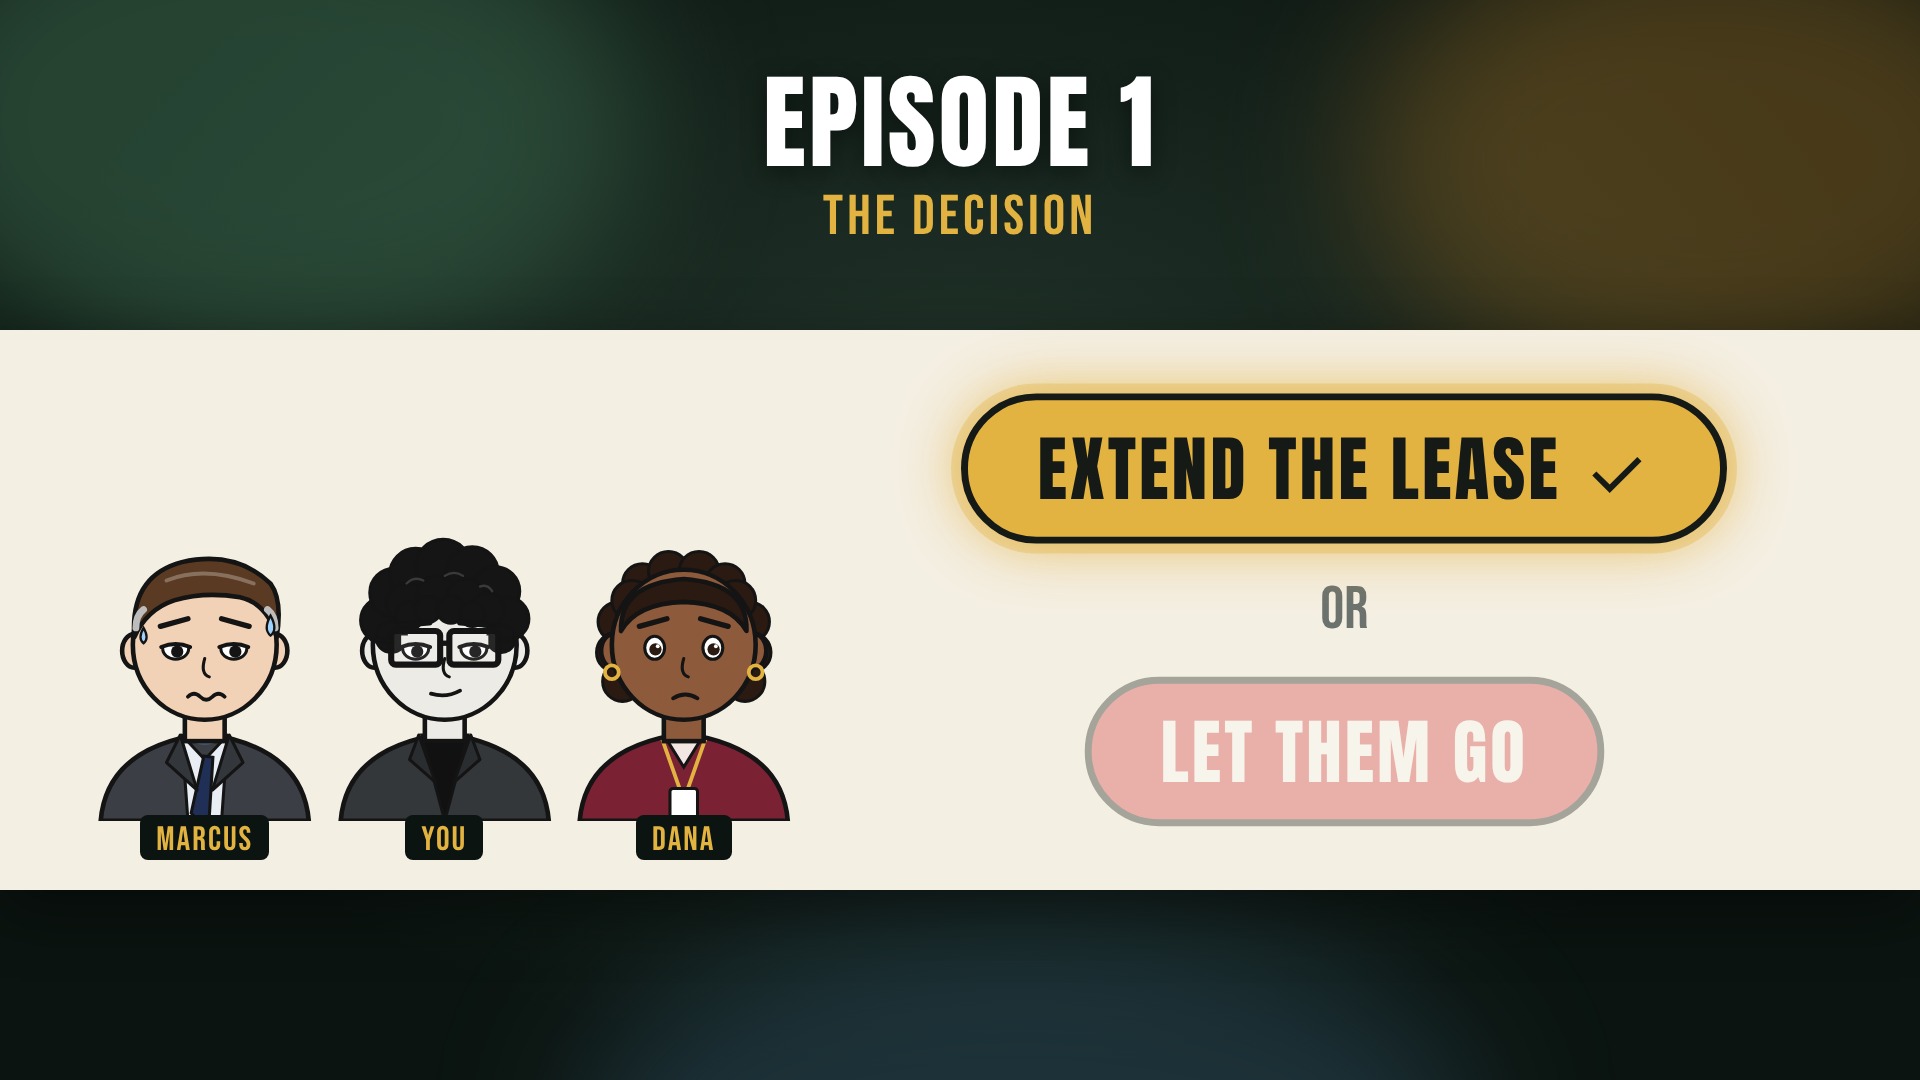 EPISODE 1
THE DECISION
EXTEND THE LEASE
OR
LET THEM GO
MARCUS
YOU
DANA